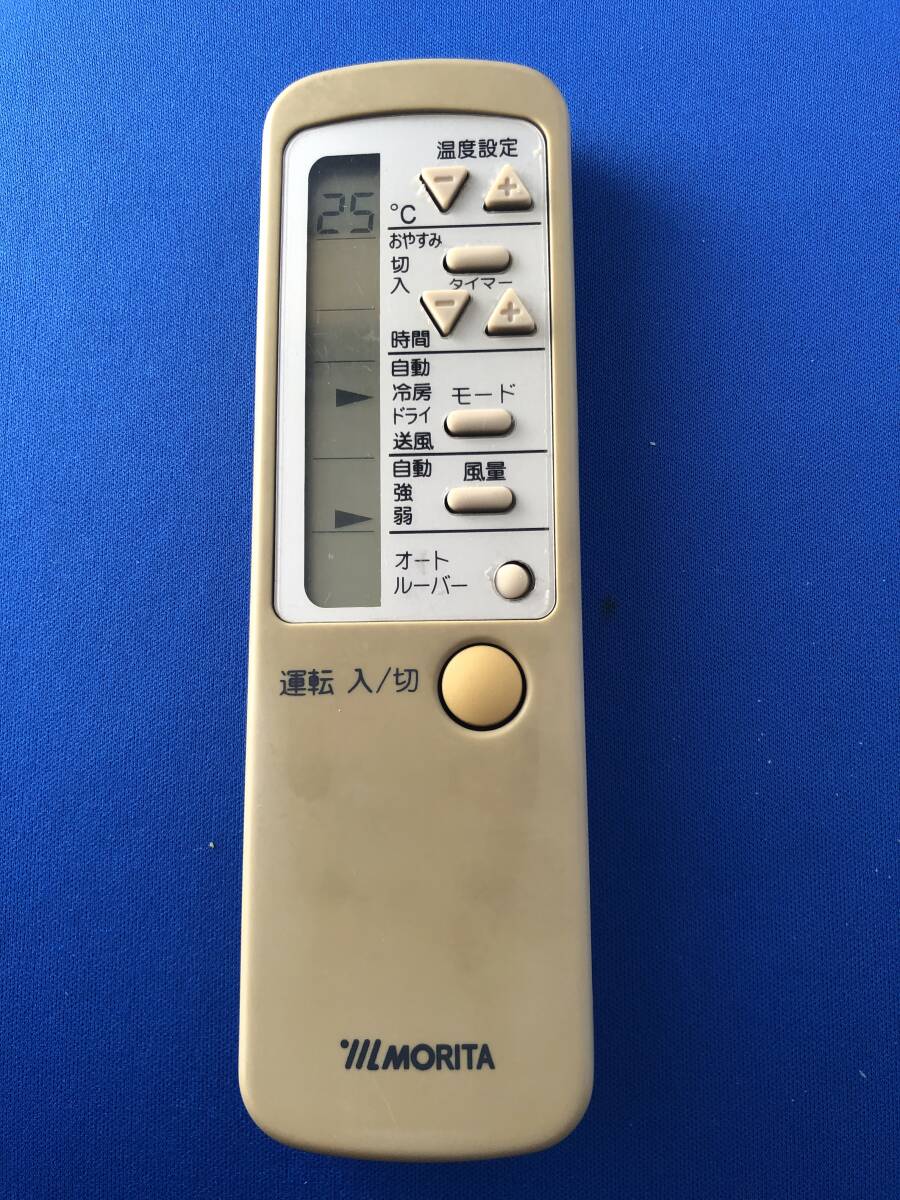 温度設定
－
＋
25
℃
おやすみ
切
入
タイマー
－
＋
時間
自動
冷房
モード
ドライ
送風
自動
風量
強
弱
オート
ルーバー
運転 入/切
MORITA